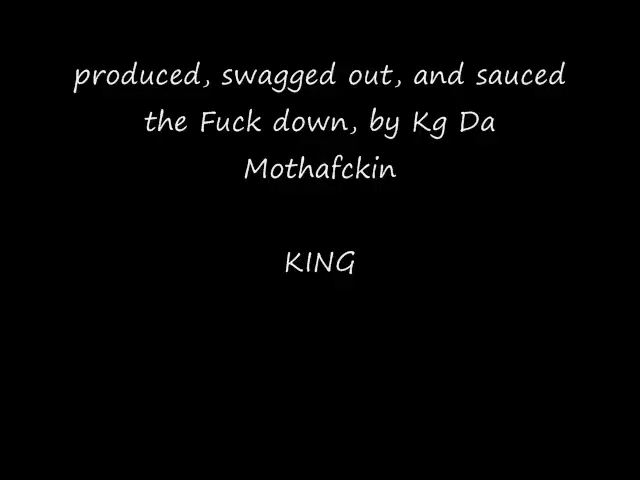 produced, swagged out, and sauced
the Fuck down, by Kg Da
Mothafckin
KING